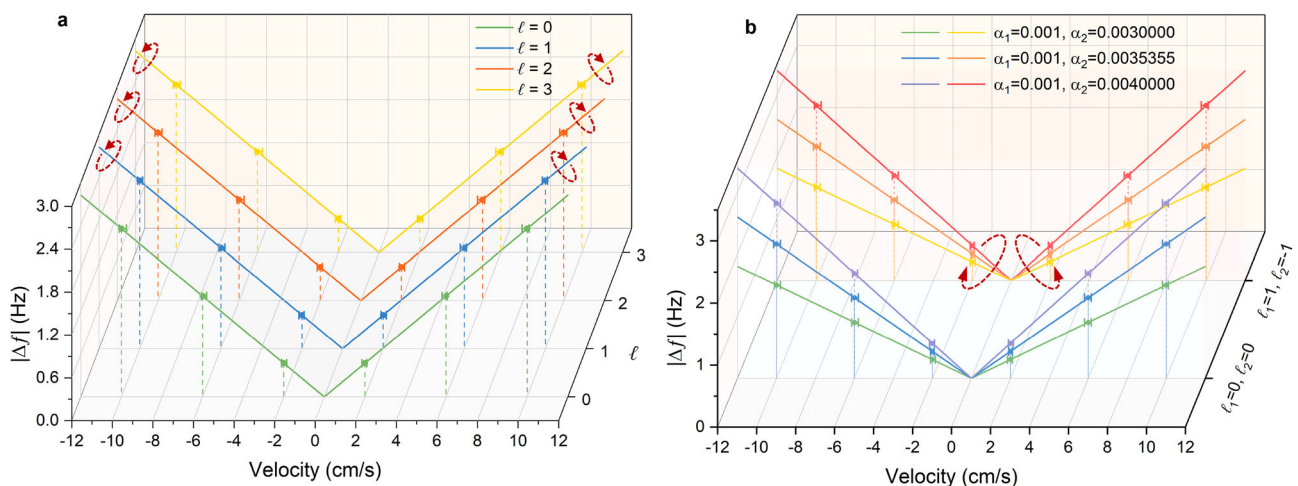 a
ℓ = 0
ℓ = 1
ℓ = 2
ℓ = 3
3.0
2.4
1.8
1.2
0.6
0.0
|Δf| (Hz)
-12 -10 -8 -6 -4 -2 0 2 4 6 8 10 12
Velocity (cm/s)
0
1
2
3
ℓ
b
α₁=0.001, α₂=0.0030000
α₁=0.001, α₂=0.0035355
α₁=0.001, α₂=0.0040000
3
2
1
0
|Δf| (Hz)
-12 -10 -8 -6 -4 -2 0 2 4 6 8 10 12
Velocity (cm/s)
ℓ₁=0, ℓ₂=0
ℓ₁=1, ℓ₂=-1